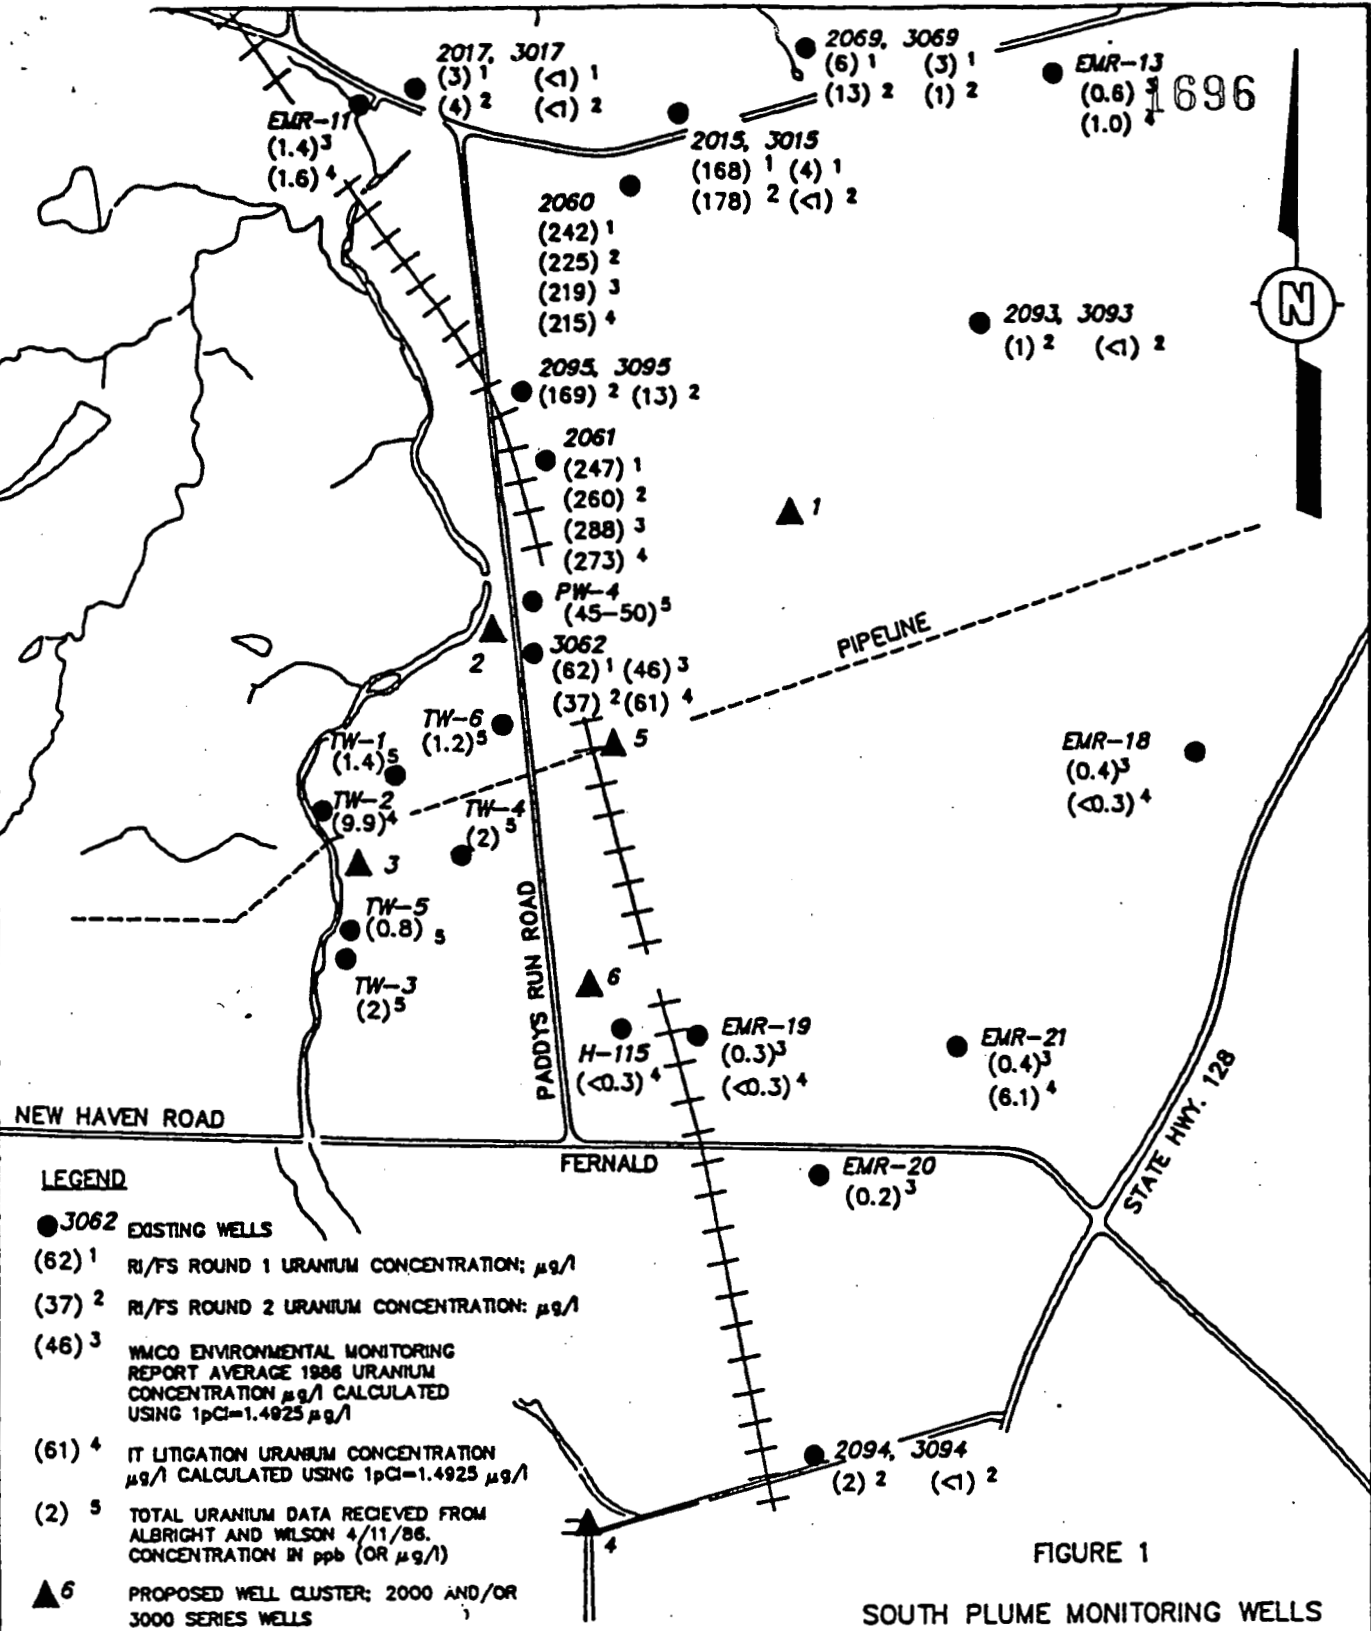 2017, 3017
(3) 1 (<1) 1
(4) 2 (<1) 2
2069, 3069
(6) 1 (3) 1
(13) 2 (1) 2
EMR-13
(0.6) 3
(1.0) 4
1696
EMR-11
(1.4)3
(1.6) 4
2015, 3015
(168) 1 (4) 1
(178) 2 (<1) 2
2060
(242) 1
(225) 2
(219) 3
(215) 4
N
2093, 3093
(1) 2 (<1) 2
2095, 3095
(169) 2 (13) 2
2061
(247) 1
(260) 2
(288) 3
(273) 4
1
PW-4
(45-50)5
2
3062
(62) 1 (46) 3
(37) 2 (61) 4
PIPELINE
5
TW-6
(1.2)5
TW-1
(1.4)5
TW-2
(9.9)4
TW-4
(2) 5
EMR-18
(0.4)3
(<0.3) 4
3
TW-5
(0.8) 5
TW-3
(2)5
PADDYS RUN ROAD
6
H-115
(<0.3) 4
EMR-19
(0.3)3
(<0.3) 4
EMR-21
(0.4)3
(6.1) 4
STATE HWY. 128
NEW HAVEN ROAD
FERNALD
EMR-20
(0.2)3
2094, 3094
(2) 2 (<1) 2
4
LEGEND
3062 EXISTING WELLS
(62) 1 RI/FS ROUND 1 URANIUM CONCENTRATION; µg/l
(37) 2 RI/FS ROUND 2 URANIUM CONCENTRATION: µg/l
(46) 3 WMCO ENVIRONMENTAL MONITORING
REPORT AVERAGE 1986 URANIUM
CONCENTRATION µg/l CALCULATED
USING 1pCi=1.4925 µg/l
(61) 4 IT LITIGATION URANIUM CONCENTRATION
µg/l CALCULATED USING 1pCi=1.4925 µg/l
(2) 5 TOTAL URANIUM DATA RECIEVED FROM
ALBRIGHT AND WILSON 4/11/86.
CONCENTRATION IN ppb (OR µg/l)
6 PROPOSED WELL CLUSTER; 2000 AND/OR
3000 SERIES WELLS
FIGURE 1
SOUTH PLUME MONITORING WELLS